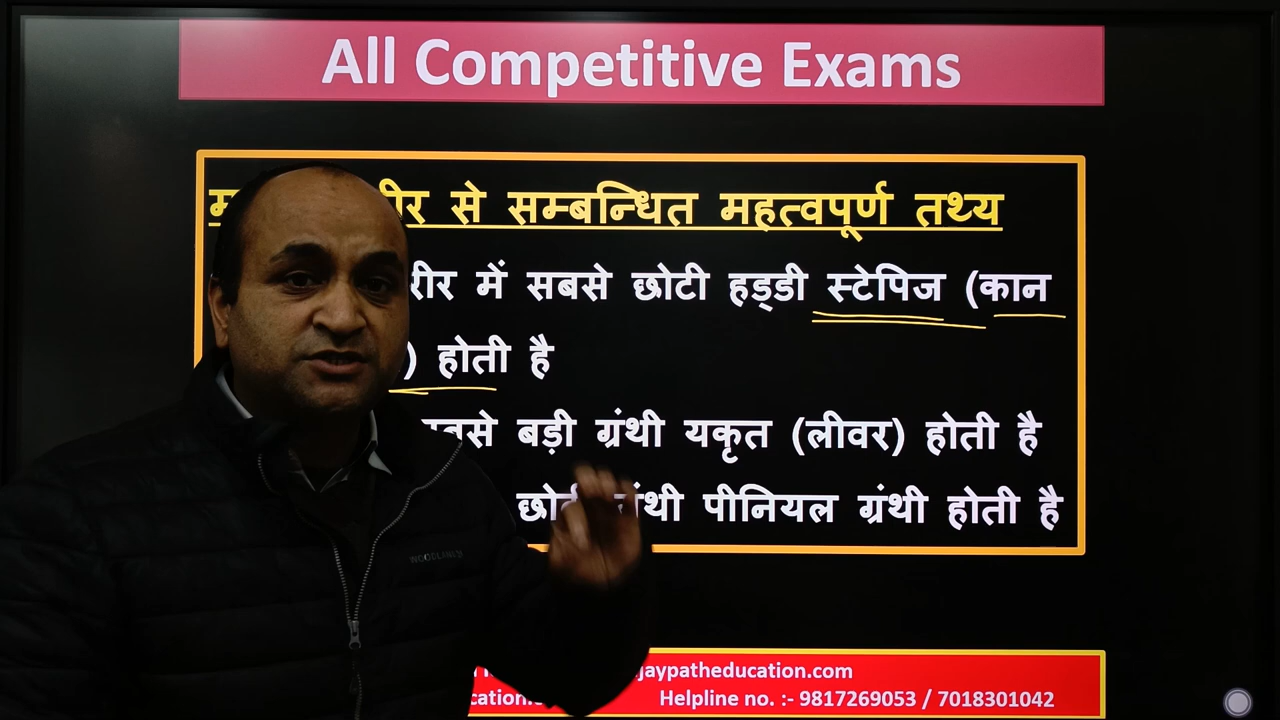 All Competitive Exams
से सम्बन्धित महत्वपूर्ण तथ्य
में सबसे छोटी हड्डी स्टेपिज (कान
) होती है
बड़ी ग्रंथी यकृत (लीवर) होती है
पीनियल ग्रंथी होती है
WOODLAND
jaypatheducation.com
Helpline no. :- 9817269053 / 7018301042